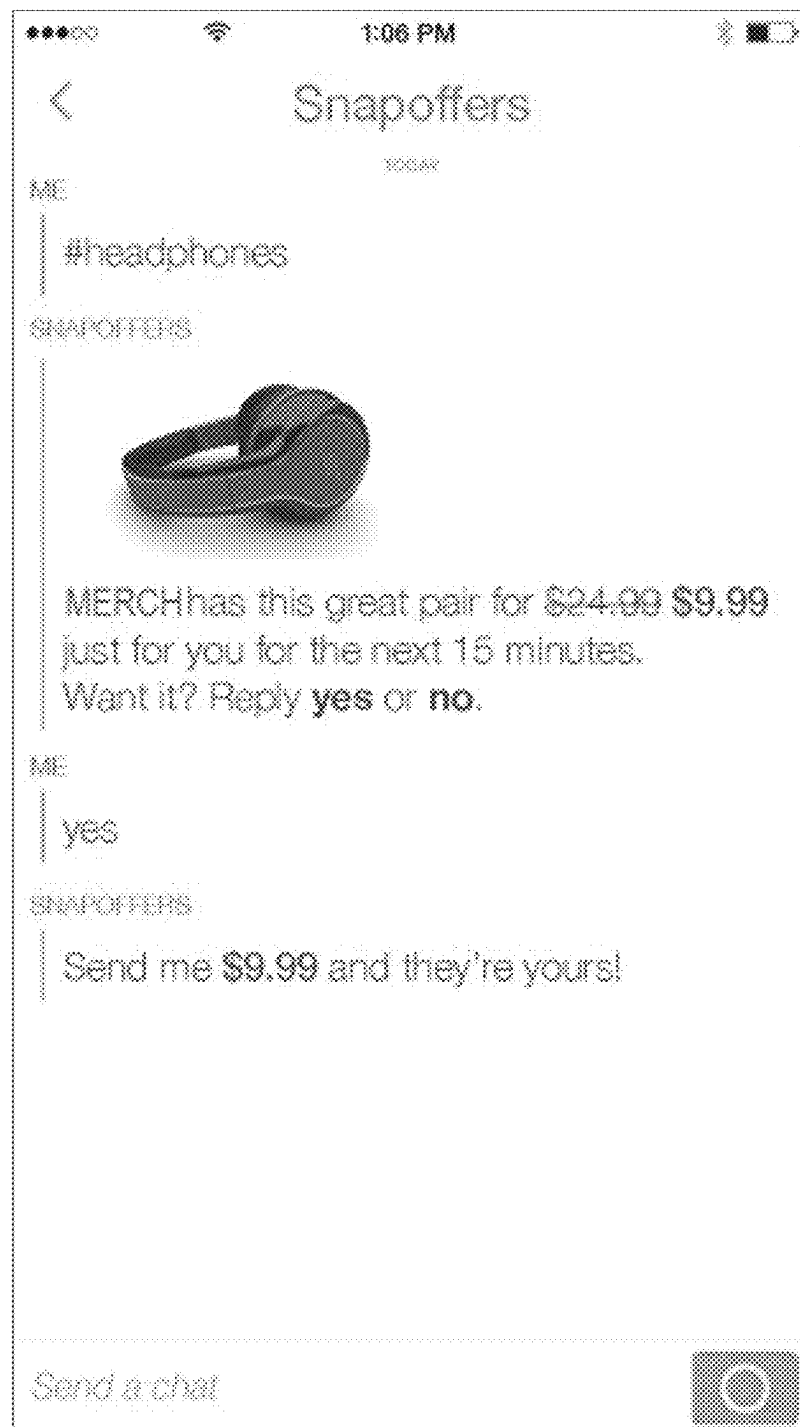 1:06 PM
Snapoffers
TODAY
ME
#headphones
SNAPOFFERS
MERCHhas this great pair for $24.99 $9.99
just for you for the next 15 minutes.
Want it? Reply yes or no.
ME
yes
SNAPOFFERS
Send me $9.99 and they're yours!
Send a chat